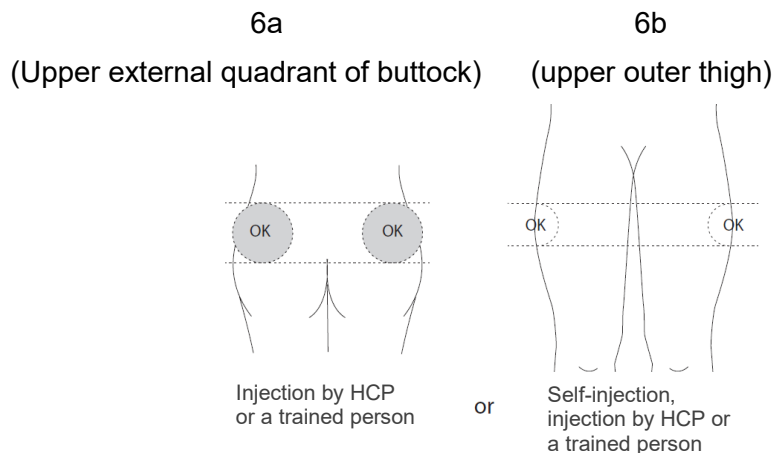 6a
(Upper external quadrant of buttock)
6b
(upper outer thigh)
OK
OK
OK
OK
Injection by HCP
or a trained person
or
Self-injection,
injection by HCP or
a trained person